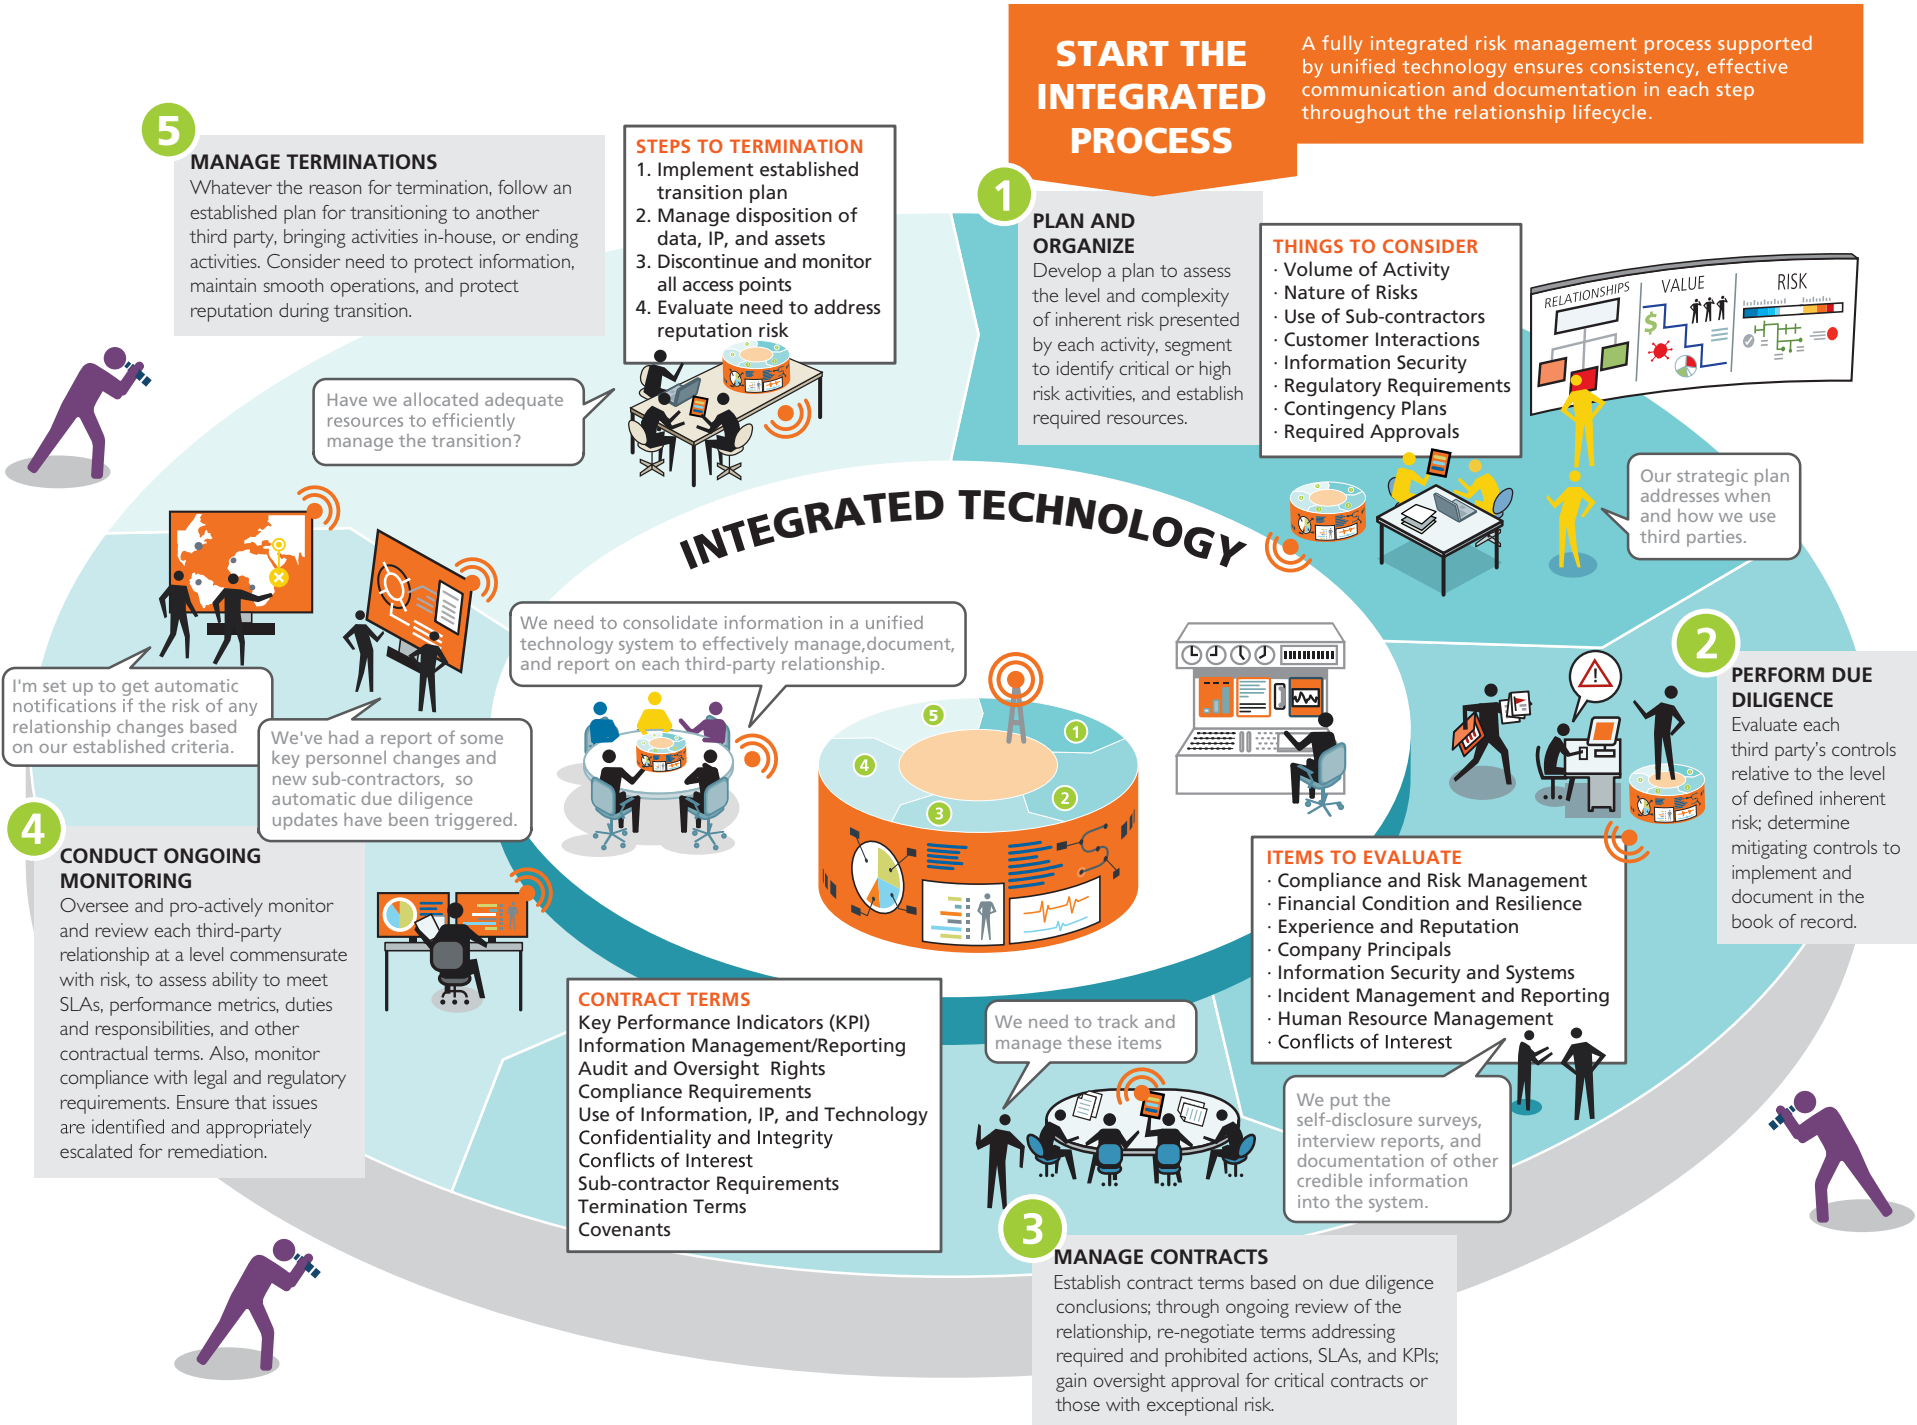 START THE
INTEGRATED
PROCESS
A fully integrated risk management process supported
by unified technology ensures consistency, effective
communication and documentation in each step
throughout the relationship lifecycle.
1
PLAN AND
ORGANIZE
Develop a plan to assess
the level and complexity
of inherent risk presented
by each activity, segment
to identify critical or high
risk activities, and establish
required resources.
THINGS TO CONSIDER
· Volume of Activity
· Nature of Risks
· Use of Sub-contractors
· Customer Interactions
· Information Security
· Regulatory Requirements
· Contingency Plans
· Required Approvals
RELATIONSHIPS
VALUE
RISK
$
Our strategic plan
addresses when
and how we use
third parties.
2
PERFORM DUE
DILIGENCE
Evaluate each
third party's controls
relative to the level
of defined inherent
risk; determine
mitigating controls to
implement and
document in the
book of record.
ITEMS TO EVALUATE
· Compliance and Risk Management
· Financial Condition and Resilience
· Experience and Reputation
· Company Principals
· Information Security and Systems
· Incident Management and Reporting
· Human Resource Management
· Conflicts of Interest
We put the
self-disclosure surveys,
interview reports, and
documentation of other
credible information
into the system.
3
MANAGE CONTRACTS
Establish contract terms based on due diligence
conclusions; through ongoing review of the
relationship, re-negotiate terms addressing
required and prohibited actions, SLAs, and KPIs;
gain oversight approval for critical contracts or
those with exceptional risk.
We need to track and
manage these items
CONTRACT TERMS
Key Performance Indicators (KPI)
Information Management/Reporting
Audit and Oversight Rights
Compliance Requirements
Use of Information, IP, and Technology
Confidentiality and Integrity
Conflicts of Interest
Sub-contractor Requirements
Termination Terms
Covenants
4
CONDUCT ONGOING
MONITORING
Oversee and pro-actively monitor
and review each third-party
relationship at a level commensurate
with risk, to assess ability to meet
SLAs, performance metrics, duties
and responsibilities, and other
contractual terms. Also, monitor
compliance with legal and regulatory
requirements. Ensure that issues
are identified and appropriately
escalated for remediation.
I'm set up to get automatic
notifications if the risk of any
relationship changes based
on our established criteria.
We've had a report of some
key personnel changes and
new sub-contractors, so
automatic due diligence
updates have been triggered.
5
MANAGE TERMINATIONS
Whatever the reason for termination, follow an
established plan for transitioning to another
third party, bringing activities in-house, or ending
activities. Consider need to protect information,
maintain smooth operations, and protect
reputation during transition.
STEPS TO TERMINATION
1. Implement established
transition plan
2. Manage disposition of
data, IP, and assets
3. Discontinue and monitor
all access points
4. Evaluate need to address
reputation risk
Have we allocated adequate
resources to efficiently
manage the transition?
INTEGRATED TECHNOLOGY
We need to consolidate information in a unified
technology system to effectively manage,document,
and report on each third-party relationship.
5
1
4
2
3